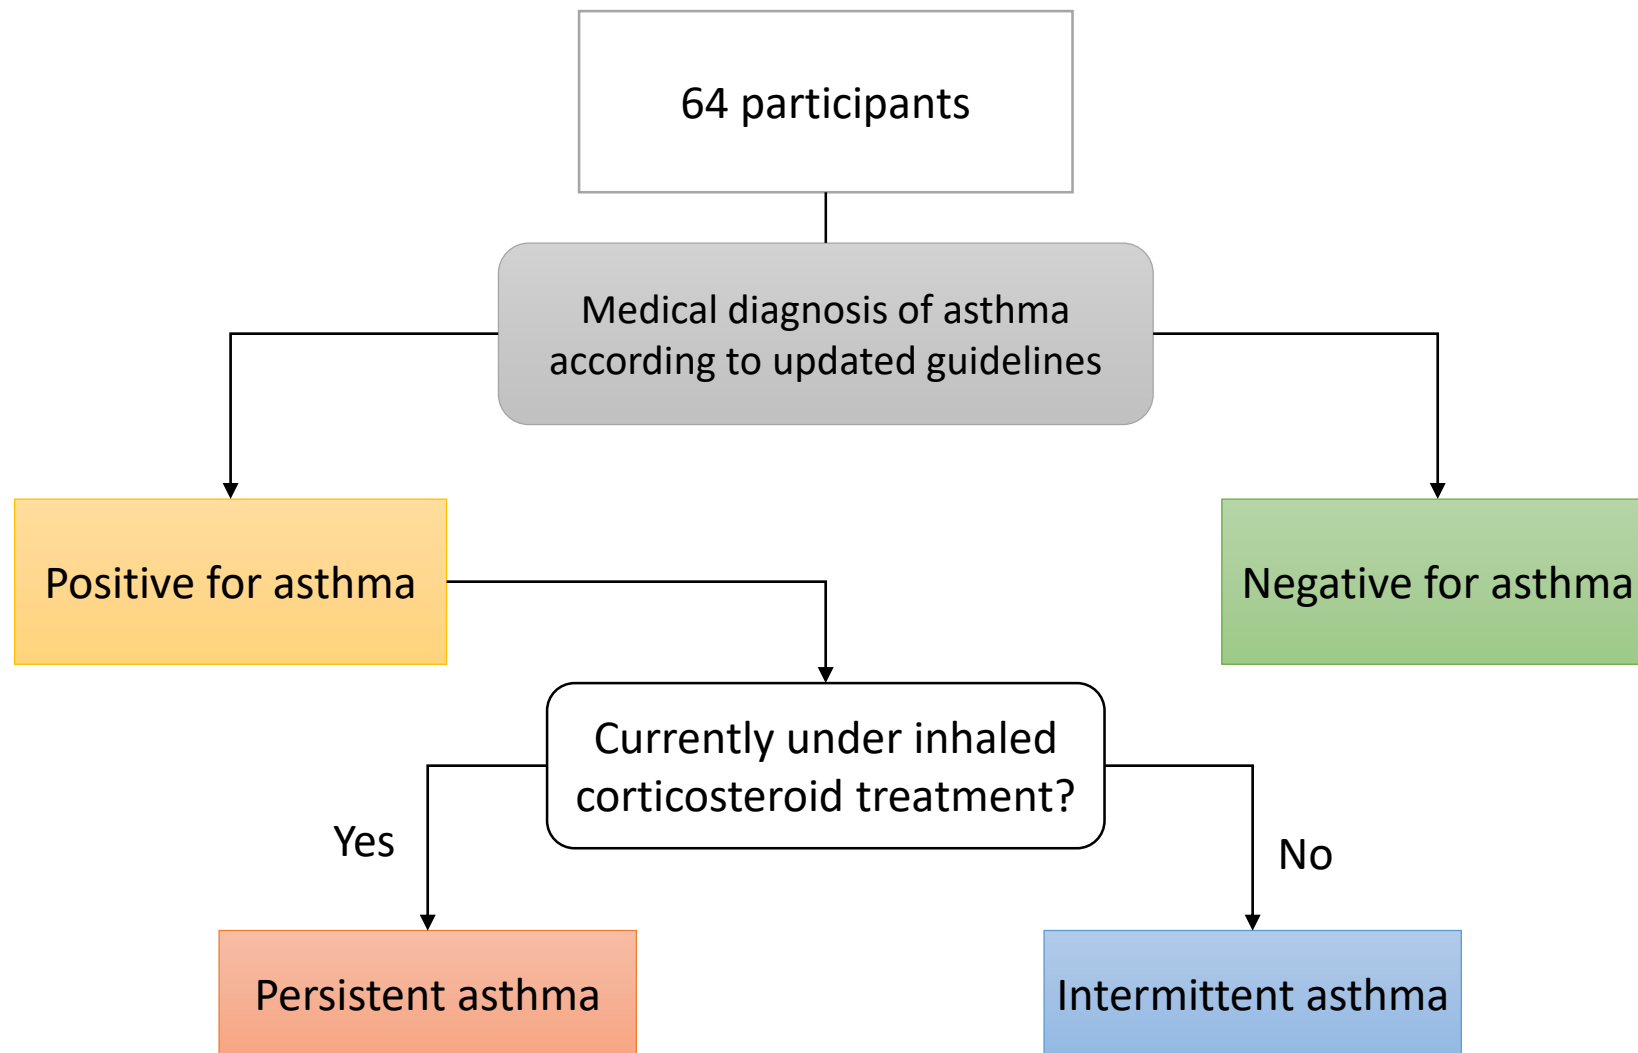 64 participants
Medical diagnosis of asthma
according to updated guidelines
Positive for asthma
Negative for asthma
Currently under inhaled
corticosteroid treatment?
Yes
No
Persistent asthma
Intermittent asthma